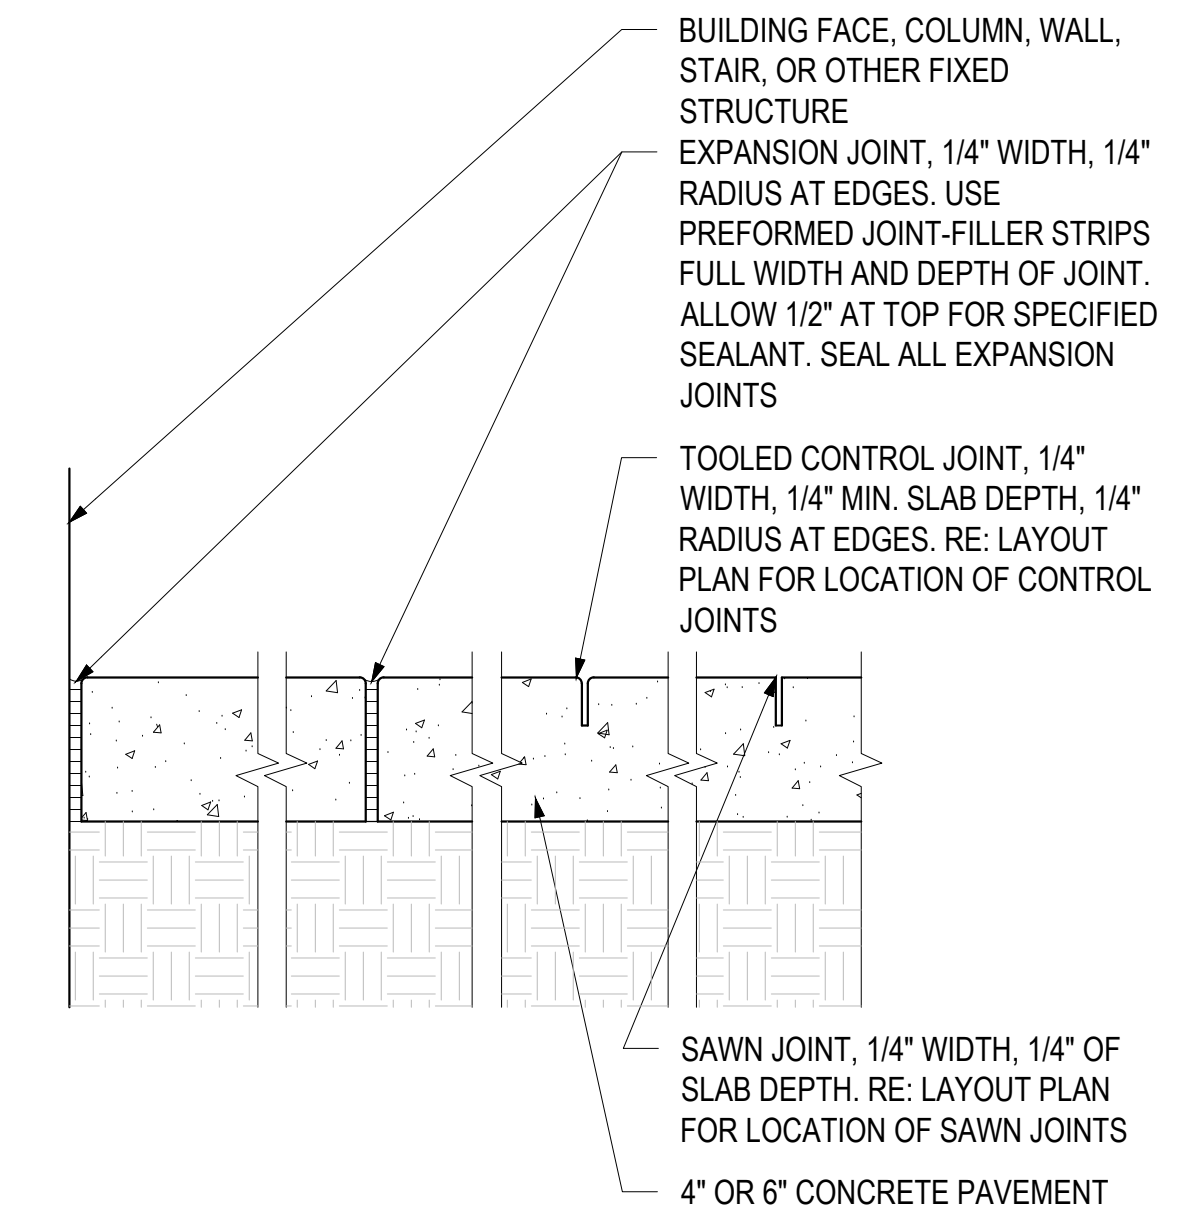 BUILDING FACE, COLUMN, WALL,
STAIR, OR OTHER FIXED
STRUCTURE
EXPANSION JOINT, 1/4" WIDTH, 1/4"
RADIUS AT EDGES. USE
PREFORMED JOINT-FILLER STRIPS
FULL WIDTH AND DEPTH OF JOINT.
ALLOW 1/2" AT TOP FOR SPECIFIED
SEALANT. SEAL ALL EXPANSION
JOINTS
TOOLED CONTROL JOINT, 1/4"
WIDTH, 1/4" MIN. SLAB DEPTH, 1/4"
RADIUS AT EDGES. RE: LAYOUT
PLAN FOR LOCATION OF CONTROL
JOINTS
SAWN JOINT, 1/4" WIDTH, 1/4" OF
SLAB DEPTH. RE: LAYOUT PLAN
FOR LOCATION OF SAWN JOINTS
4" OR 6" CONCRETE PAVEMENT